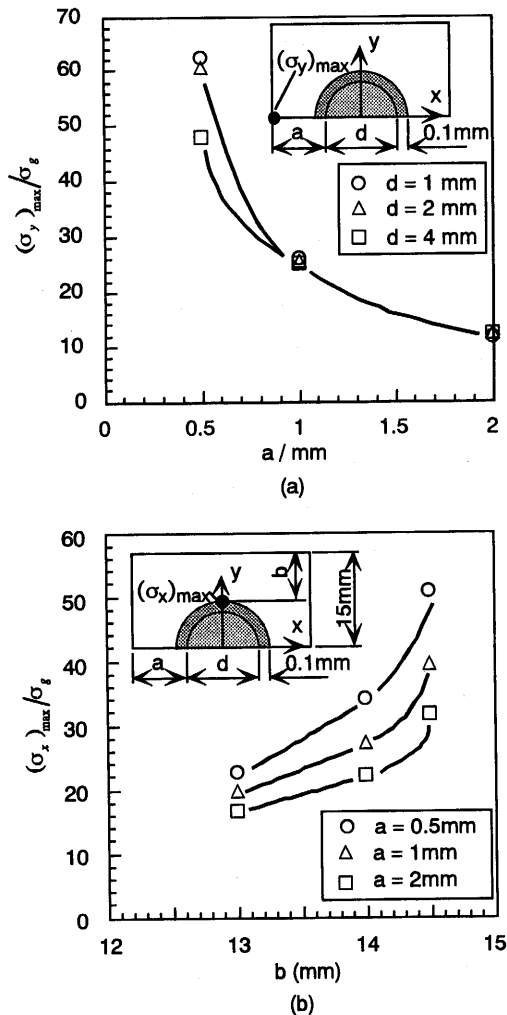 70
60
50
40
30
20
10
0
(σy)max/σg
(σy)max
y
x
a
d
0.1mm
d = 1 mm
d = 2 mm
d = 4 mm
0
0.5
1
1.5
2
a / mm
(a)
60
50
40
30
20
10
0
(σx)max/σg
(σx)max
y
b
15mm
x
a
d
0.1mm
a = 0.5mm
a = 1mm
a = 2mm
12
13
14
15
b (mm)
(b)